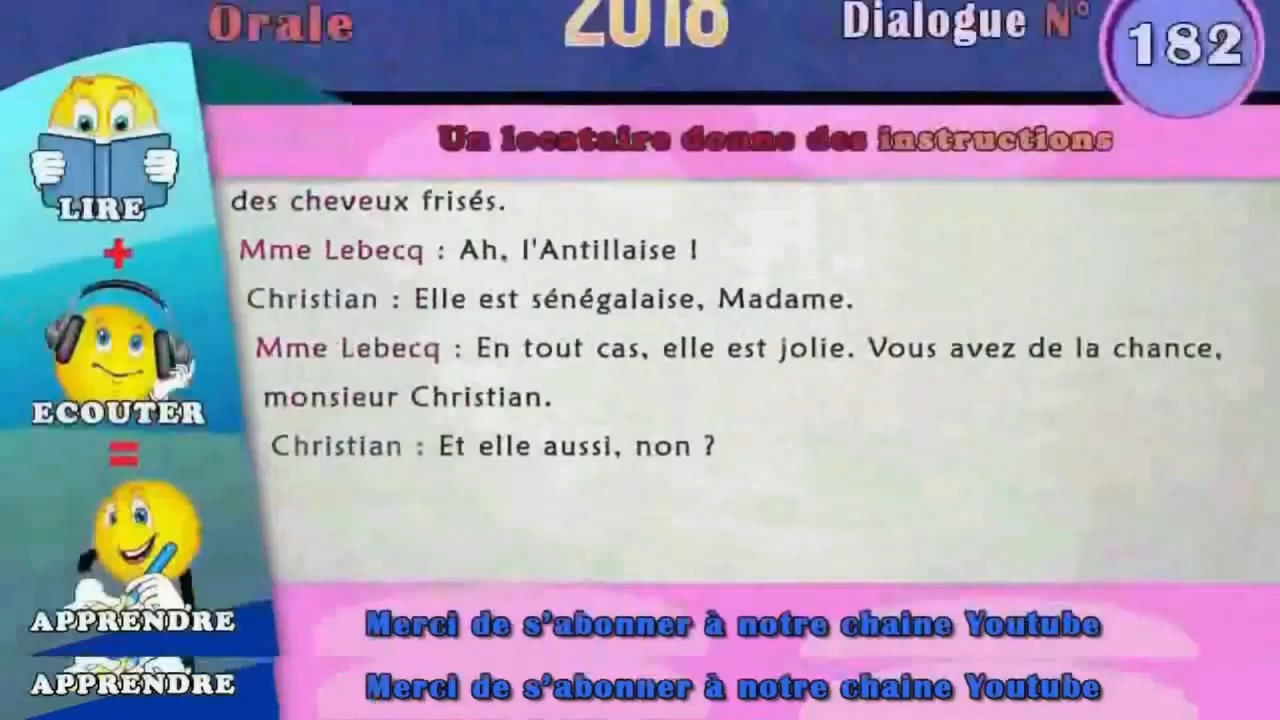 Orale
2018
Dialogue N°
182
Un locataire donne des instructions
des cheveux frisés.
Mme Lebecq : Ah, l'Antillaise !
Christian : Elle est sénégalaise, Madame.
Mme Lebecq : En tout cas, elle est jolie. Vous avez de la chance,
monsieur Christian.
Christian : Et elle aussi, non ?
LIRE
+
ECOUTER
=
APPRENDRE
Merci de s'abonner à notre chaine Youtube
APPRENDRE
Merci de s'abonner à notre chaine Youtube